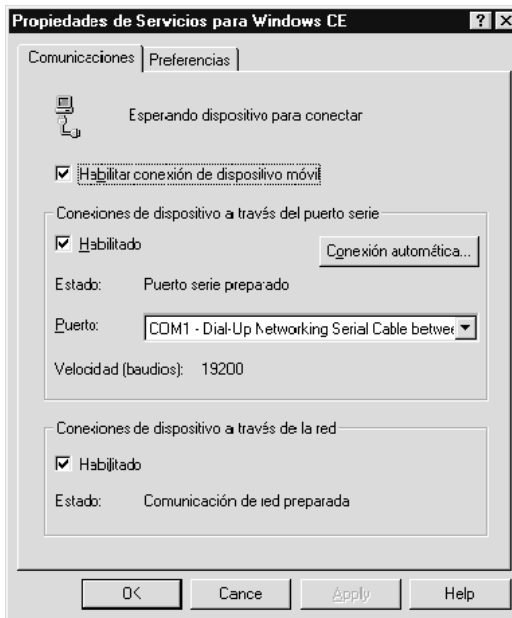 Propiedades de Servicios para Windows CE
Comunicaciones Preferencias
Esperando dispositivo para conectar
Habilitar conexión de dispositivo móvil
Conexiones de dispositivo a través del puerto serie
Habilitado Conexión automática...
Estado: Puerto serie preparado
Puerto: COM1 - Dial-Up Networking Serial Cable betwee
Velocidad (baudios): 19200
Conexiones de dispositivo a través de la red
Habilitado
Estado: Comunicación de red preparada
OK Cance Apply Help